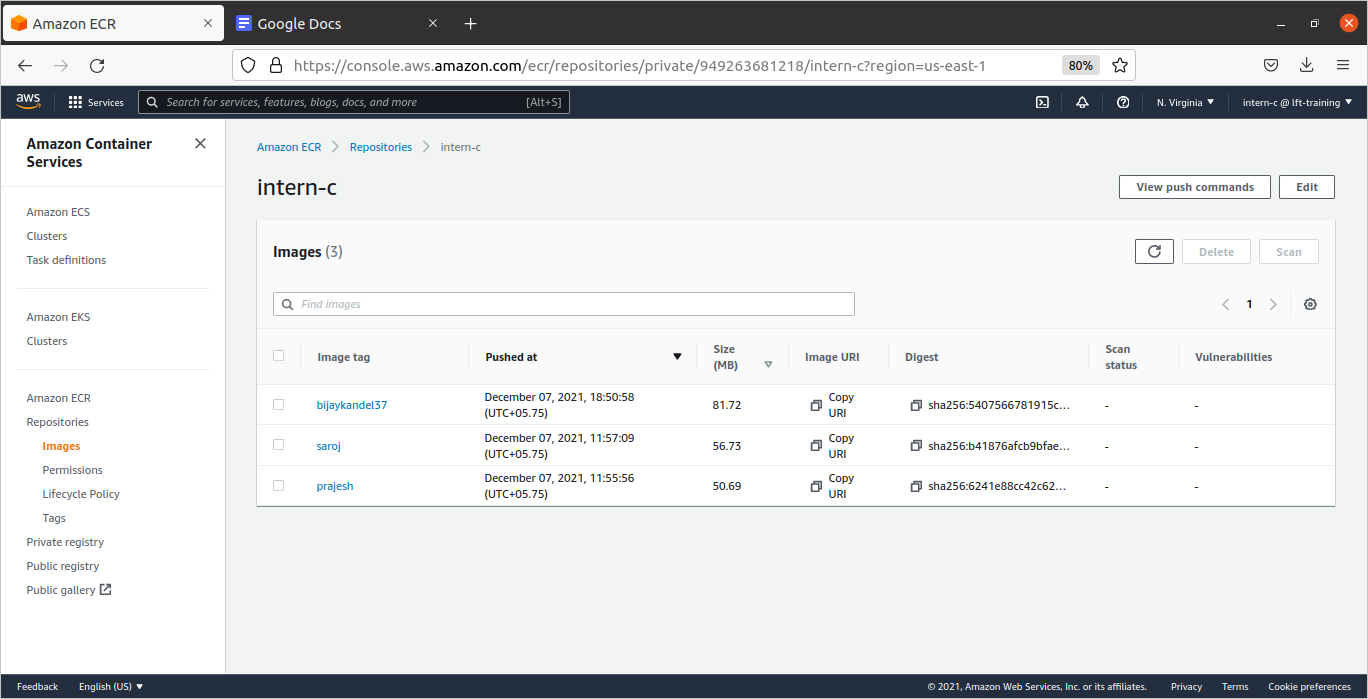 Amazon ECR
Google Docs
https://console.aws.amazon.com/ecr/repositories/private/949263681218/intern-c?region=us-east-1
80%
aws
Services
Search for services, features, blogs, docs, and more
[Alt+S]
N. Virginia
intern-c @ lft-training
Amazon Container
Services
Amazon ECS
Clusters
Task definitions
Amazon EKS
Clusters
Amazon ECR
Repositories
Images
Permissions
Lifecycle Policy
Tags
Private registry
Public registry
Public gallery
Amazon ECR
Repositories
intern-c
intern-c
View push commands
Edit
Images (3)
Delete
Scan
Find images
1
Image tag
Pushed at
Size
(MB)
Image URI
Digest
Scan
status
Vulnerabilities
bijaykandel37
December 07, 2021, 18:50:58
(UTC+05.75)
81.72
Copy
URI
sha256:5407566781915c...
-
-
saroj
December 07, 2021, 11:57:09
(UTC+05.75)
56.73
Copy
URI
sha256:b41876afcb9bfae...
-
-
prajesh
December 07, 2021, 11:55:56
(UTC+05.75)
50.69
Copy
URI
sha256:6241e88cc42c62...
-
-
Feedback
English (US)
© 2021, Amazon Web Services, Inc. or its affiliates.
Privacy
Terms
Cookie preferences